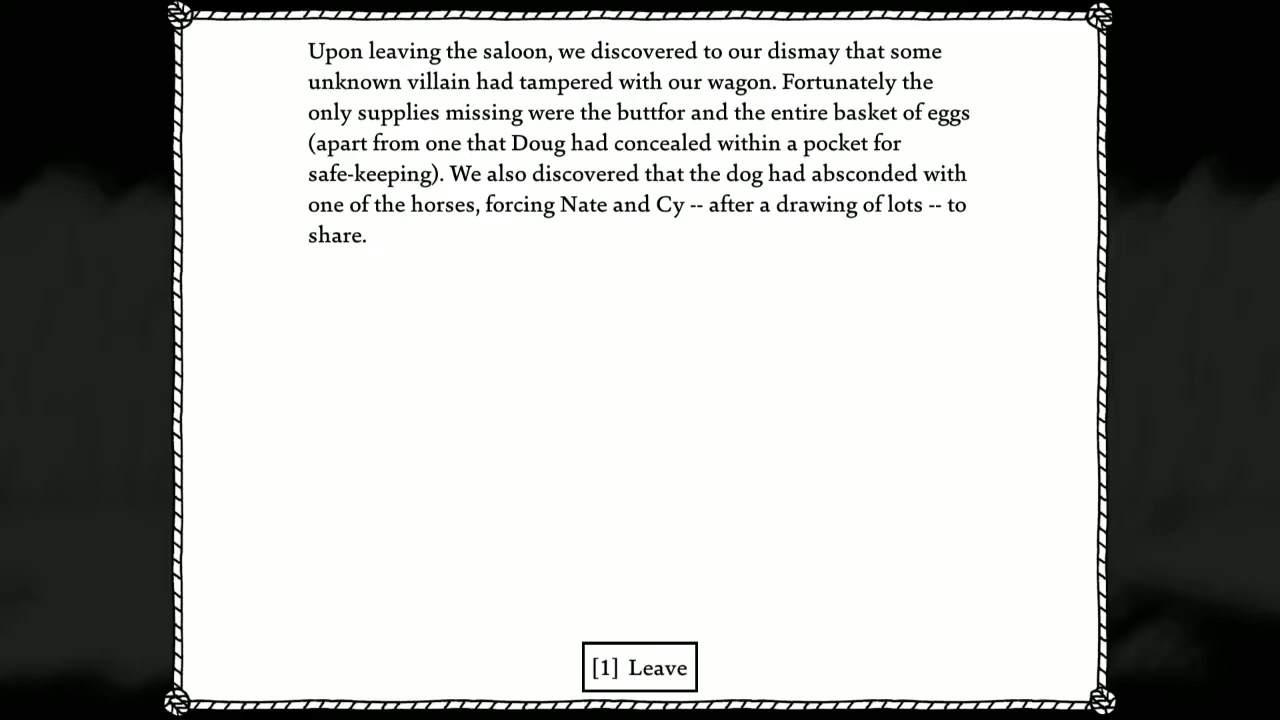 Upon leaving the saloon, we discovered to our dismay that some
unknown villain had tampered with our wagon. Fortunately the
only supplies missing were the buttfor and the entire basket of eggs
(apart from one that Doug had concealed within a pocket for
safe-keeping). We also discovered that the dog had absconded with
one of the horses, forcing Nate and Cy -- after a drawing of lots -- to
share.
[1] Leave